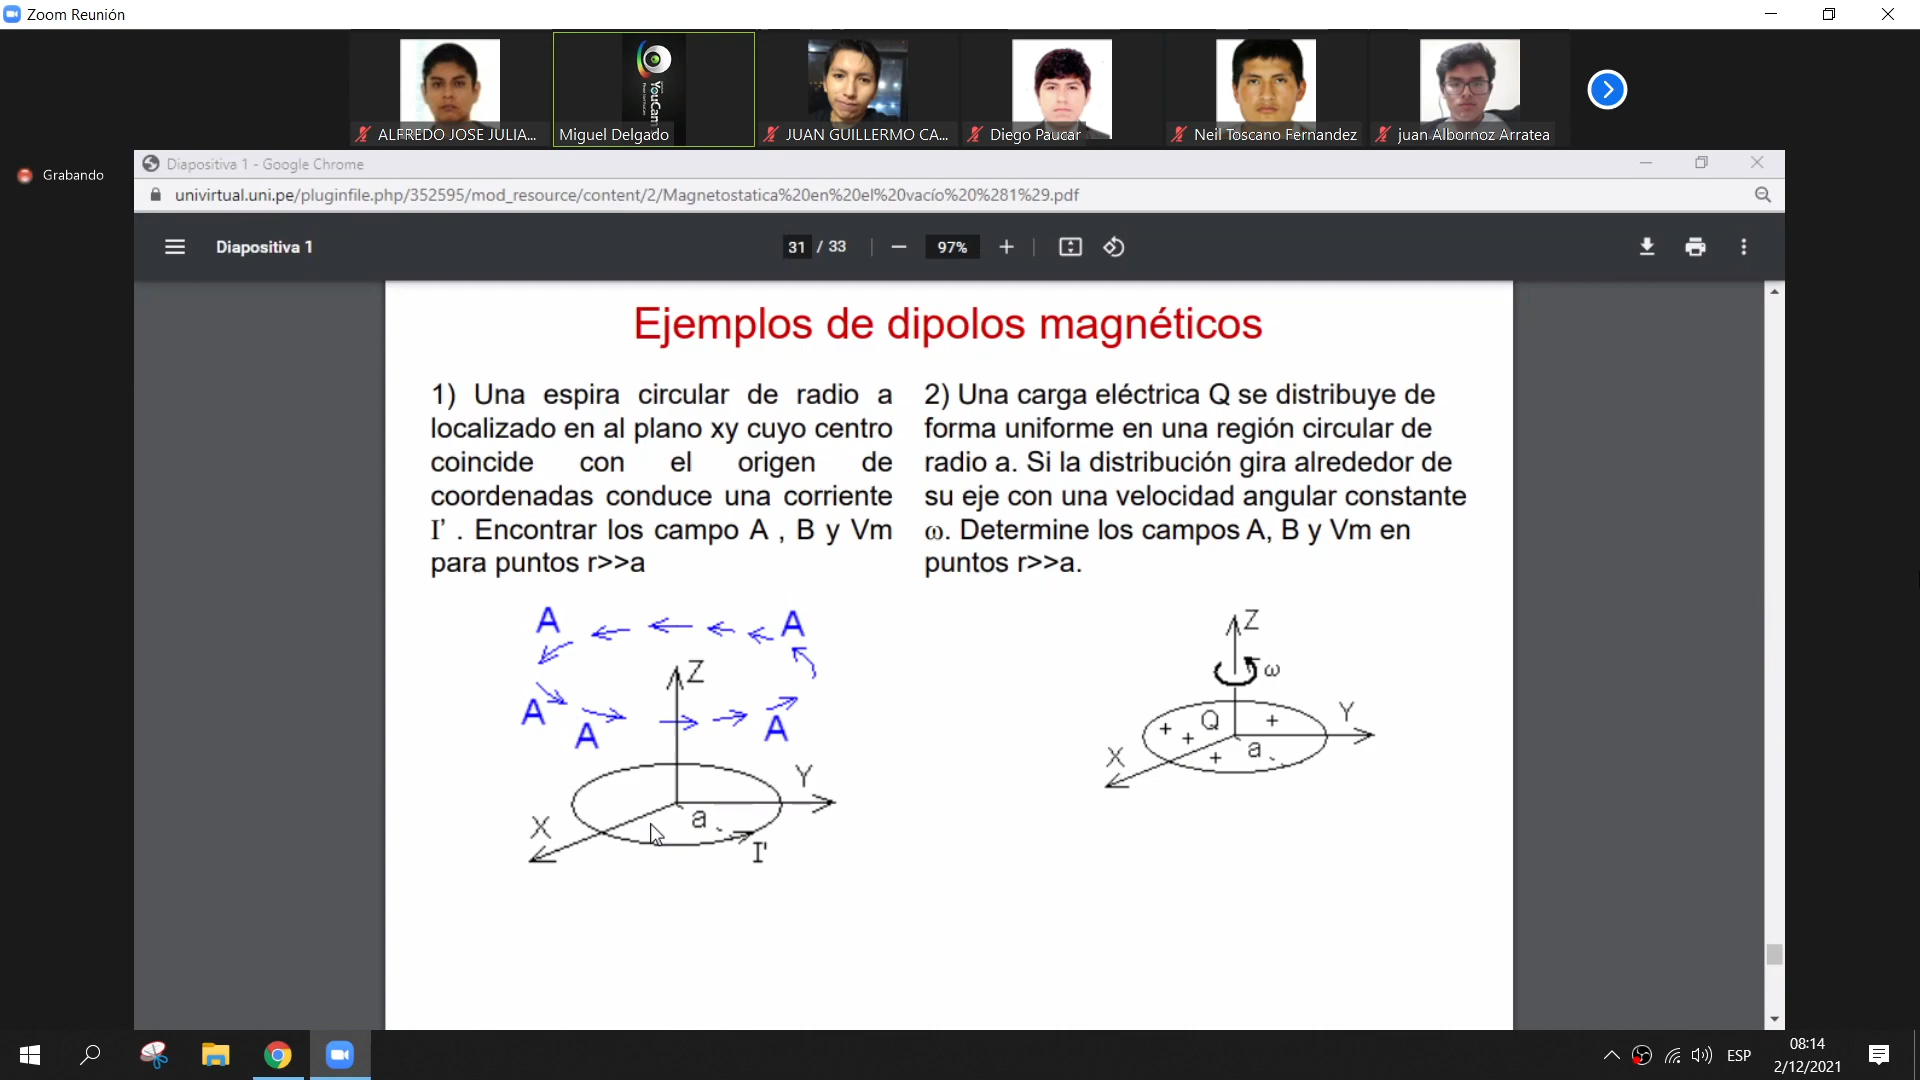 Zoom Reunión
YouCam
ALFREDO JOSE JULIA...
Miguel Delgado
JUAN GUILLERMO CA...
Diego Paucar
Neil Toscano Fernandez
juan Albornoz Arratea
Grabando
Diapositiva 1 - Google Chrome
univirtual.uni.pe/pluginfile.php/352595/mod_resource/content/2/Magnetostatica%20en%20el%20vacío%20%281%29.pdf
Diapositiva 1
31 / 33
97%
Ejemplos de dipolos magnéticos
1) Una espira circular de radio a
localizado en al plano xy cuyo centro
coincide con el origen de
coordenadas conduce una corriente
I' . Encontrar los campo A , B y Vm
para puntos r>>a
2) Una carga eléctrica Q se distribuye de
forma uniforme en una región circular de
radio a. Si la distribución gira alrededor de
su eje con una velocidad angular constante
ω. Determine los campos A, B y Vm en
puntos r>>a.
A A
Z
A A A
Y
X a
I'
Z
ω
Q + Y
+ +
X + a
08:14
ESP
2/12/2021